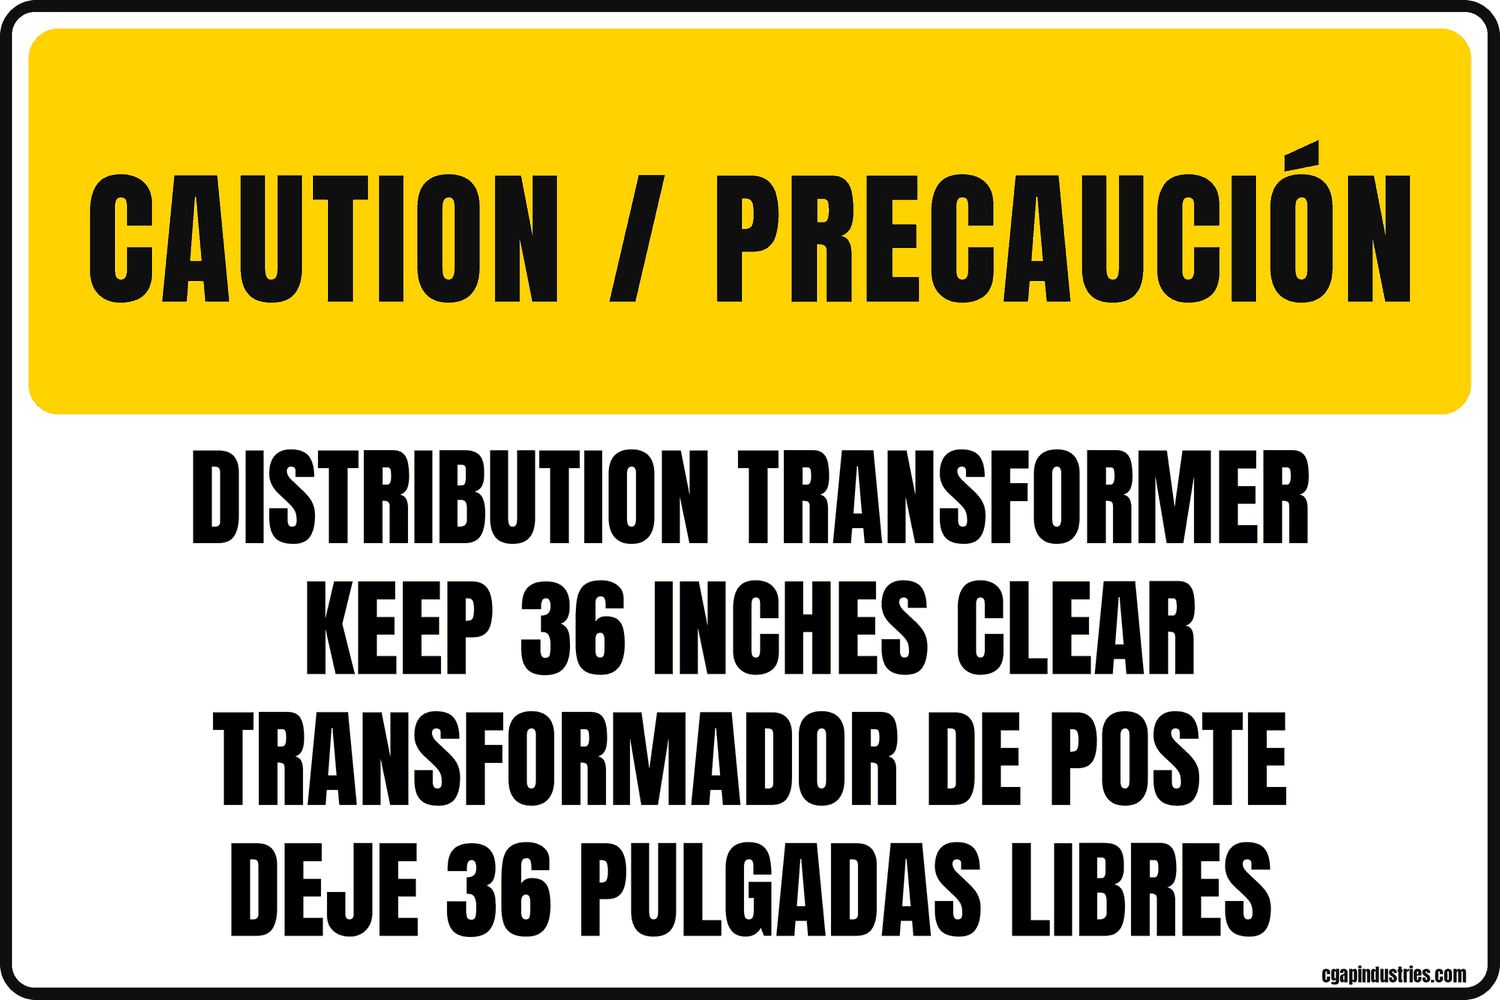 CAUTION / PRECAUCIÓN
DISTRIBUTION TRANSFORMER
KEEP 36 INCHES CLEAR
TRANSFORMADOR DE POSTE
DEJE 36 PULGADAS LIBRES
cgapindustries.com